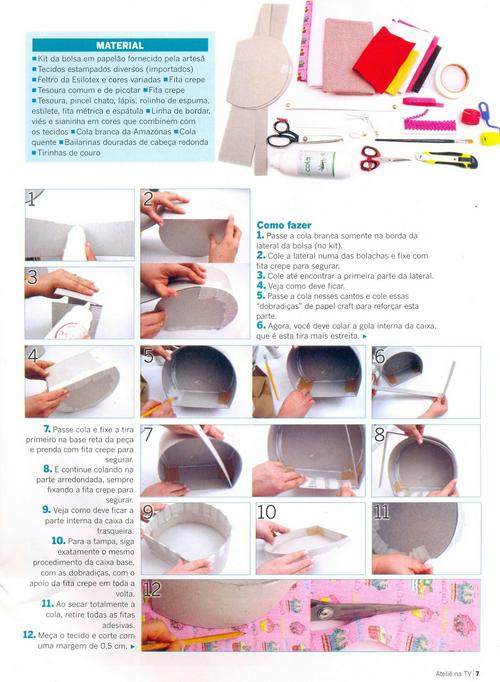 MATERIAL
■ Kit da bolsa em papelão fornecido pela artesã
■ Tecidos estampados diversos (importados)
■ Feltro da Esilotex e cores variadas ■ Fita crepe
■ Tesoura comum e de picotar ■ Fita crepe
■ Tesoura, pincel chato, lápis, rolinho de espuma,
estilete, fita métrica e espátula ■ Linha de bordar,
viés e sianinha em cores que combinem com
os tecidos ■ Cola branca da Amazonas ■ Cola
quente ■ Bailarinas douradas de cabeça redonda
■ Tirinhas de couro
cola
1
2
3
4
5
6
7
8
9
10
11
12
Como fazer
1. Passe a cola branca somente na borda da
lateral da bolsa (no kit).
2. Cole a lateral numa das bolachas e fixe com
fita crepe para segurar.
3. Cole até encontrar a primeira parte da lateral.
4. Veja como deve ficar.
5. Passe a cola nesses cantos e cole essas
"dobradiças" de papel craft para reforçar esta
parte.
6. Agora, você deve colar a gola interna da caixa,
que é esta tira mais estreita. ►
7. Passe cola e fixe a tira
primeiro na base reta da peça
e prenda com fita crepe para
segurar.
8. E continue colando na
parte arredondada, sempre
fixando a fita crepe para
segurar.
9. Veja como deve ficar a
parte interna da caixa da
frasqueira.
10. Para a tampa, siga
exatamente o mesmo
procedimento da caixa base,
com as dobradiças, com o
apoio da fita crepe em toda a
volta.
11. Ao secar totalmente a
cola, retire todas as fitas
adesivas.
12. Meça o tecido e corte com
uma margem de 0,5 cm. ►
Ateliê na TV | 7